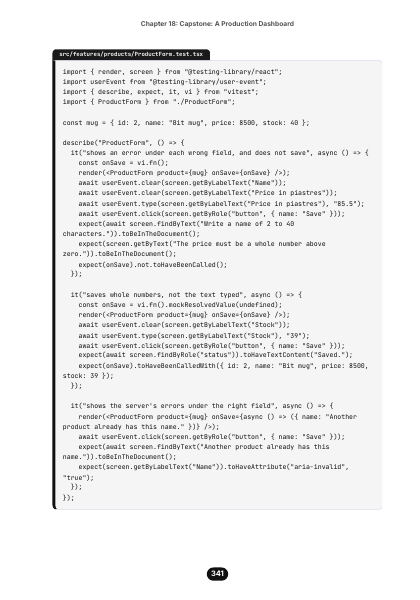 Chapter 18: Capstone: A Production Dashboard
src/features/products/ProductForm.test.tsx
import { render, screen } from "@testing-library/react";
import userEvent from "@testing-library/user-event";
import { describe, expect, it, vi } from "vitest";
import { ProductForm } from "./ProductForm";
const mug = { id: 2, name: "Bit mug", price: 8500, stock: 40 };
describe("ProductForm", () => {
it("shows an error under each wrong field, and does not save", async () => {
const onSave = vi.fn();
render(<ProductForm product={mug} onSave={onSave} />);
await userEvent.clear(screen.getByLabelText("Name"));
await userEvent.clear(screen.getByLabelText("Price in piastres"));
await userEvent.type(screen.getByLabelText("Price in piastres"), "85.5");
await userEvent.click(screen.getByRole("button", { name: "Save" }));
expect(await screen.findByText("Write a name of 2 to 40
characters.")).toBeInTheDocument();
expect(screen.getByText("The price must be a whole number above
zero.")).toBeInTheDocument();
expect(onSave).not.toHaveBeenCalled();
});
it("saves whole numbers, not the text typed", async () => {
const onSave = vi.fn().mockResolvedValue(undefined);
render(<ProductForm product={mug} onSave={onSave} />);
await userEvent.clear(screen.getByLabelText("Stock"));
await userEvent.type(screen.getByLabelText("Stock"), "39");
await userEvent.click(screen.getByRole("button", { name: "Save" }));
expect(await screen.findByRole("status")).toHaveTextContent("Saved.");
expect(onSave).toHaveBeenCalledWith({ id: 2, name: "Bit mug", price: 8500,
stock: 39 });
});
it("shows the server's errors under the right field", async () => {
render(<ProductForm product={mug} onSave={async () => ({ name: "Another
product already has this name." })} />);
await userEvent.click(screen.getByRole("button", { name: "Save" }));
expect(await screen.findByText("Another product already has this
name.")).toBeInTheDocument();
expect(screen.getByLabelText("Name")).toHaveAttribute("aria-invalid",
"true");
});
});
341